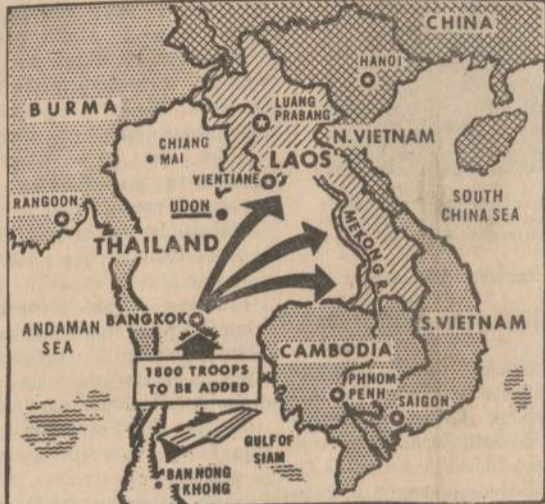 CHINA
HANOI
BURMA
LUANG
PRABANG
N. VIETNAM
CHIANG
MAI
LAOS
VIENTIANE
RANGOON
UDON
SOUTH
CHINA SEA
MEKONG R.
THAILAND
ANDAMAN
SEA
BANGKOK
S. VIETNAM
CAMBODIA
1800 TROOPS
TO BE ADDED
PHNOM
PENH
SAIGON
GULF OF
SIAM
BAN NONG
KHONG